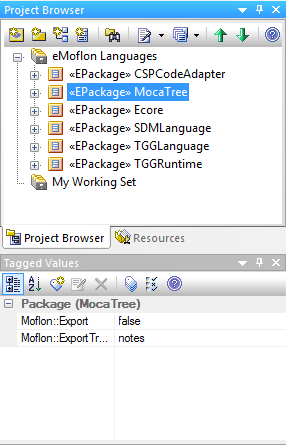 Project Browser
eMoflon Languages
«EPackage» CSPCodeAdapter
«EPackage» MocaTree
«EPackage» Ecore
«EPackage» SDMLanguage
«EPackage» TGGLanguage
«EPackage» TGGRuntime
My Working Set
Project Browser Resources
Tagged Values
Package (MocaTree)
Moflon::Export false
Moflon::ExportTr... notes